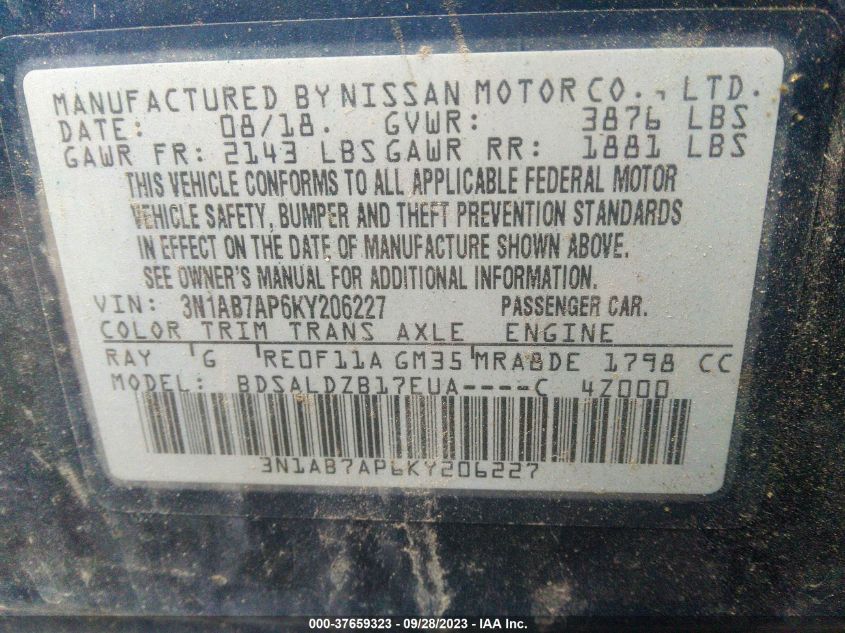 MANUFACTURED BY NISSAN MOTOR CO., LTD.
DATE: 08/18. GVWR: 3876 LBS
GAWR FR: 2143 LBS GAWR RR: 1881 LBS
THIS VEHICLE CONFORMS TO ALL APPLICABLE FEDERAL MOTOR
VEHICLE SAFETY, BUMPER AND THEFT PREVENTION STANDARDS
IN EFFECT ON THE DATE OF MANUFACTURE SHOWN ABOVE.
SEE OWNER'S MANUAL FOR ADDITIONAL INFORMATION.
VIN: 3N1AB7AP6KY206227 PASSENGER CAR.
COLOR TRIM TRANS AXLE ENGINE
RAY G RE0F11A GM35 MRA8DE 1798 CC
MODEL: BDSALDZB17EUA----C 4Z000
3N1AB7AP6KY206227
000-37659323 - 09/28/2023 - IAA Inc.